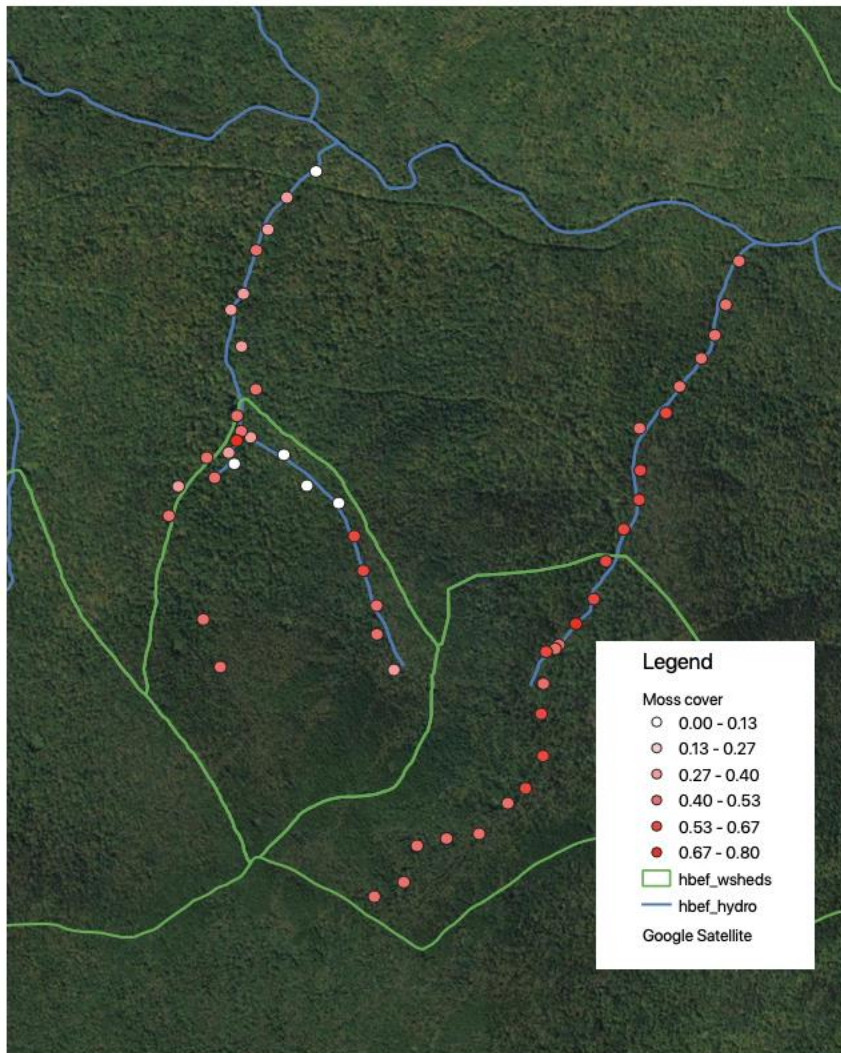 Legend
Moss cover
0.00 - 0.13
0.13 - 0.27
0.27 - 0.40
0.40 - 0.53
0.53 - 0.67
0.67 - 0.80
hbef_wsheds
hbef_hydro
Google Satellite